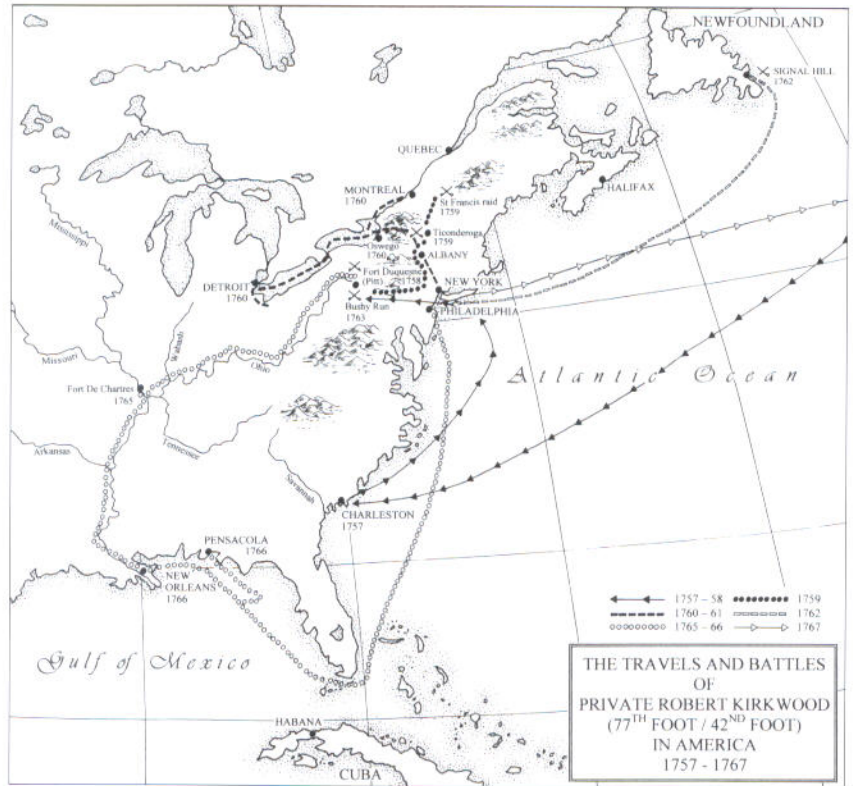 NEWFOUNDLAND
SIGNAL HILL
1762
QUEBEC
HALIFAX
MONTREAL
1760
St Francis raid
1759
Mississippi
Oswego
1760
Ticonderoga
1759
ALBANY
DETROIT
1760
Fort Duquesne
(Pitt)
1758
NEW YORK
Bushy Run
1763
PHILADELPHIA
Wabash
Missouri
Ohio
Atlantic Ocean
Fort De Chartres
1765
Arkansas
Tennessee
Savannah
CHARLESTON
1757
PENSACOLA
1766
NEW
ORLEANS
1766
1757 – 58
1759
1760 – 61
1762
1765 – 66
1767
Gulf of Mexico
THE TRAVELS AND BATTLES
OF
PRIVATE ROBERT KIRKWOOD
(77TH FOOT / 42ND FOOT)
IN AMERICA
1757 - 1767
HABANA
CUBA